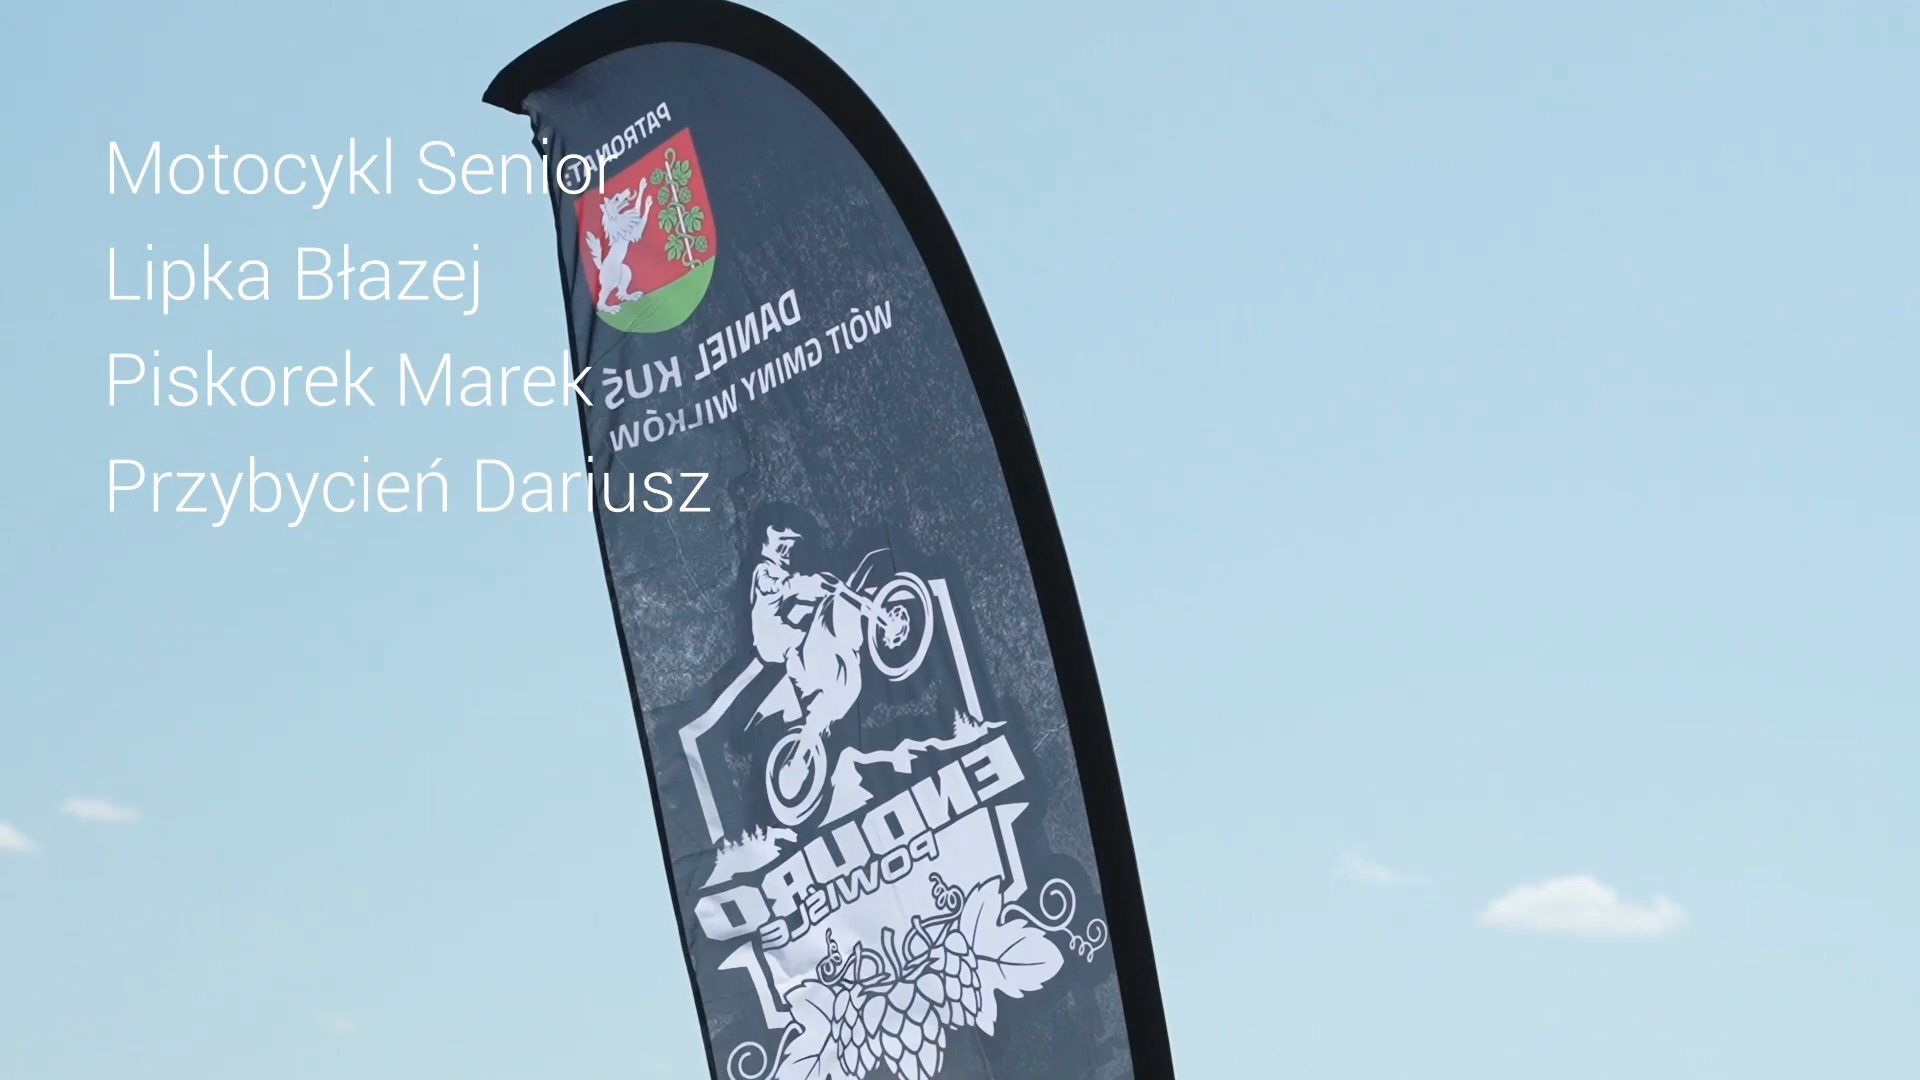 Motocykl Senior
Lipka Błazej
Piskorek Marek
Przybycień Dariusz
PATRONAT:
DANIEL KUŚ
WÓJT GMINY WILKÓW
ENDURO
POWIŚLE